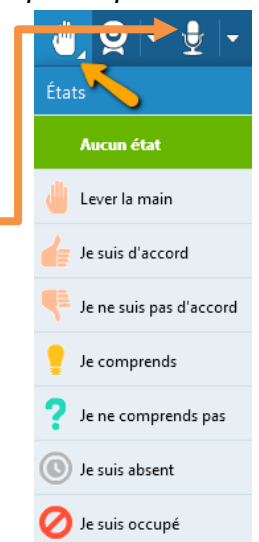 États
Aucun état
Lever la main
Je suis d'accord
Je ne suis pas d'accord
Je comprends
Je ne comprends pas
Je suis absent
Je suis occupé